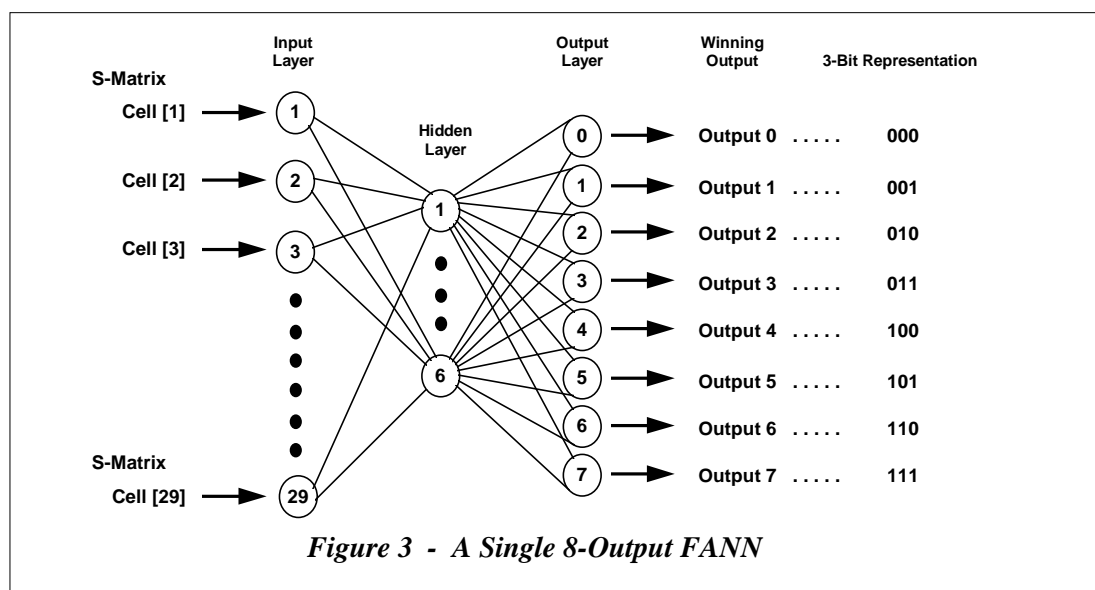 Input
Layer
Output
Layer
Winning
Output
3-Bit Representation
S-Matrix
Cell [1]
1
Hidden
Layer
0
Output 0 . . . . . 000
Cell [2]
2
1
Output 1 . . . . . 001
1
2
Output 2 . . . . . 010
Cell [3]
3
3
Output 3 . . . . . 011
4
Output 4 . . . . . 100
6
5
Output 5 . . . . . 101
6
Output 6 . . . . . 110
S-Matrix
7
Output 7 . . . . . 111
Cell [29]
29
Figure 3 - A Single 8-Output FANN